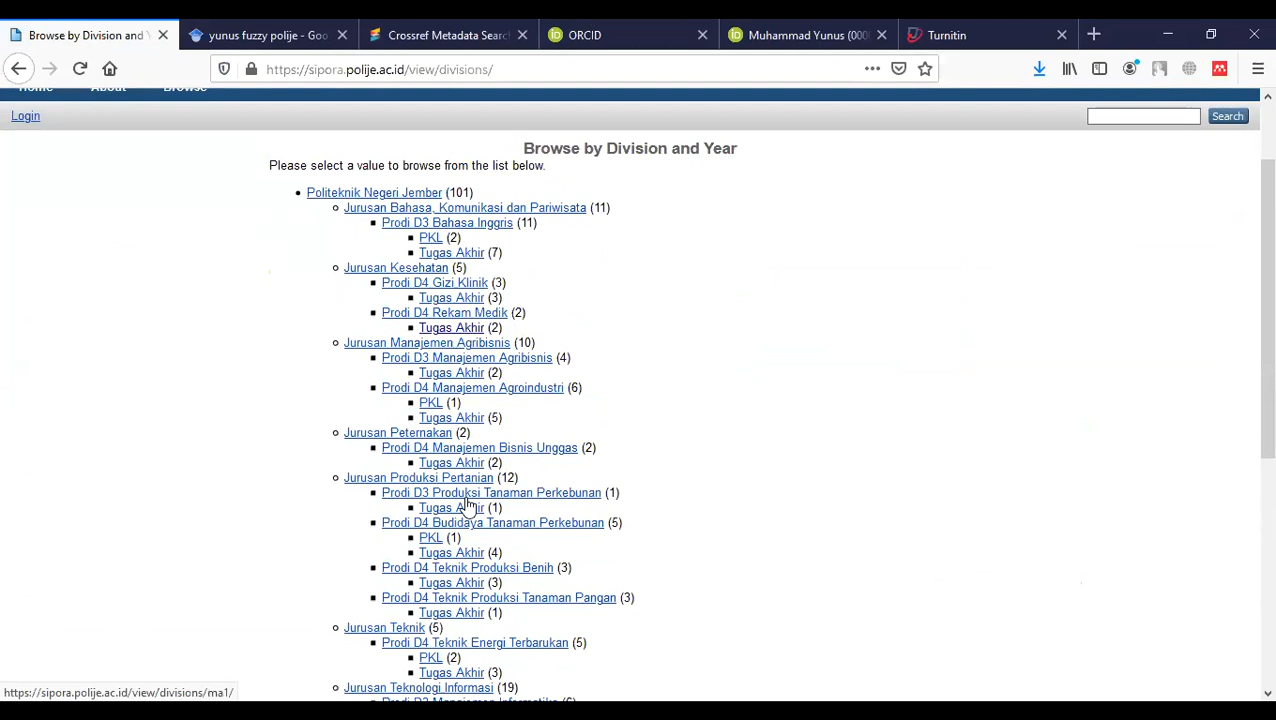 Browse by Division and Y
yunus fuzzy polije - Goo
Crossref Metadata Searc
ORCID
Muhammad Yunus (000
Turnitin
https://sipora.polije.ac.id/view/divisions/
Home About Browse
Login
Search
Browse by Division and Year
Please select a value to browse from the list below.
Politeknik Negeri Jember (101)
Jurusan Bahasa, Komunikasi dan Pariwisata (11)
Prodi D3 Bahasa Inggris (11)
PKL (2)
Tugas Akhir (7)
Jurusan Kesehatan (5)
Prodi D4 Gizi Klinik (3)
Tugas Akhir (3)
Prodi D4 Rekam Medik (2)
Tugas Akhir (2)
Jurusan Manajemen Agribisnis (10)
Prodi D3 Manajemen Agribisnis (4)
Tugas Akhir (2)
Prodi D4 Manajemen Agroindustri (6)
PKL (1)
Tugas Akhir (5)
Jurusan Peternakan (2)
Prodi D4 Manajemen Bisnis Unggas (2)
Tugas Akhir (2)
Jurusan Produksi Pertanian (12)
Prodi D3 Produksi Tanaman Perkebunan (1)
Tugas Akhir (1)
Prodi D4 Budidaya Tanaman Perkebunan (5)
PKL (1)
Tugas Akhir (4)
Prodi D4 Teknik Produksi Benih (3)
Tugas Akhir (3)
Prodi D4 Teknik Produksi Tanaman Pangan (3)
Tugas Akhir (1)
Jurusan Teknik (5)
Prodi D4 Teknik Energi Terbarukan (5)
PKL (2)
Tugas Akhir (3)
Jurusan Teknologi Informasi (19)
Prodi D3 Manajemen Informatika (6)
https://sipora.polije.ac.id/view/divisions/ma1/